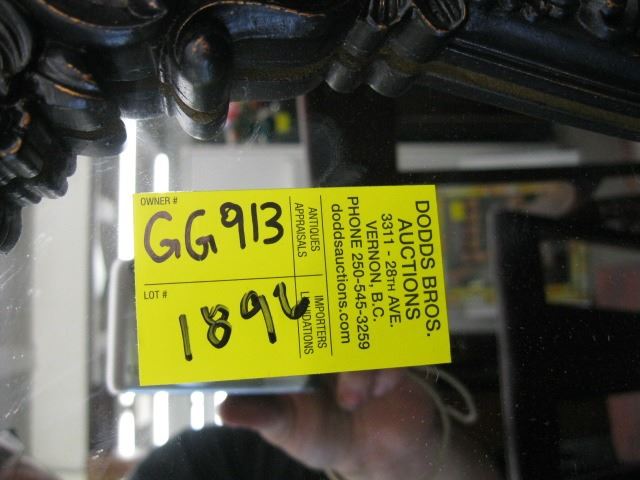 OWNER #
GG913
LOT #
189
ANTIQUES
APPRAISALS
IMPORTERS
LIQUIDATIONS
DODDS BROS.
AUCTIONS
3311 - 28TH AVE.
VERNON, B.C.
PHONE 250-545-3259
doddsauctions.com